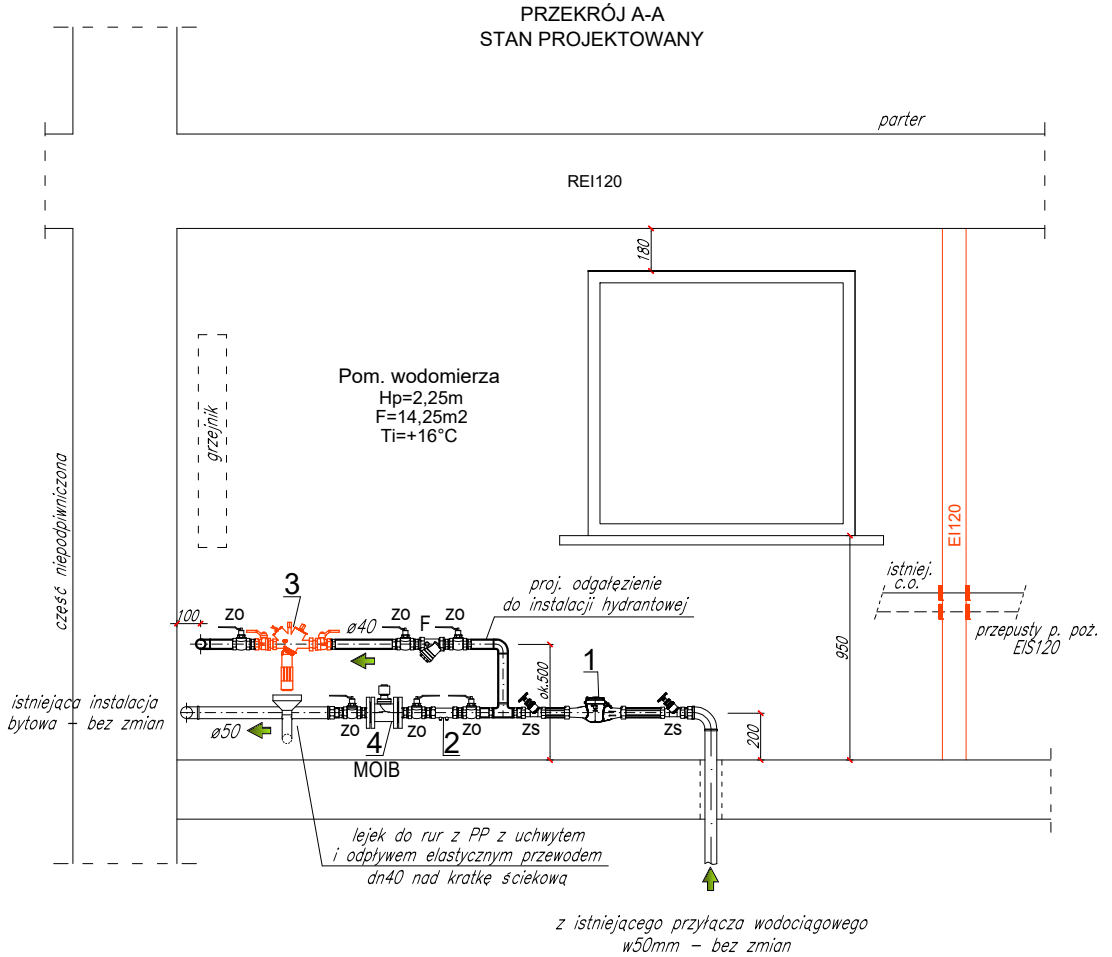 PRZEKRÓJ A-A
STAN PROJEKTOWANY
parter
REI120
180
Pom. wodomierza
Hp=2,25m
F=14,25m2
Ti=+16°C
grzejnik
część niepodpiwniczona
EI120
istniej.
c.o.
przepusty p. poż.
EIS120
proj. odgałęzienie
do instalacji hydrantowej
3
100
ZO
ø40
ZO
F
ZO
ok.500
1
950
istniejąca instalacja
bytowa – bez zmian
ø50
ZO
4
MOIB
ZO
2
ZO
ZS
ZS
200
lejek do rur z PP z uchwytem
i odpływem elastycznym przewodem
dn40 nad kratkę ściekową
z istniejącego przyłącza wodociągowego
w50mm – bez zmian